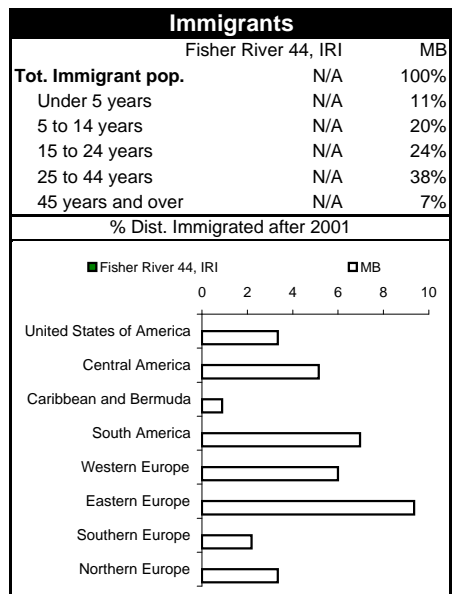 Immigrants
Fisher River 44, IRI MB
Tot. Immigrant pop. N/A 100%
Under 5 years N/A 11%
5 to 14 years N/A 20%
15 to 24 years N/A 24%
25 to 44 years N/A 38%
45 years and over N/A 7%
% Dist. Immigrated after 2001
Fisher River 44, IRI MB
0 2 4 6 8 10
United States of America
Central America
Caribbean and Bermuda
South America
Western Europe
Eastern Europe
Southern Europe
Northern Europe